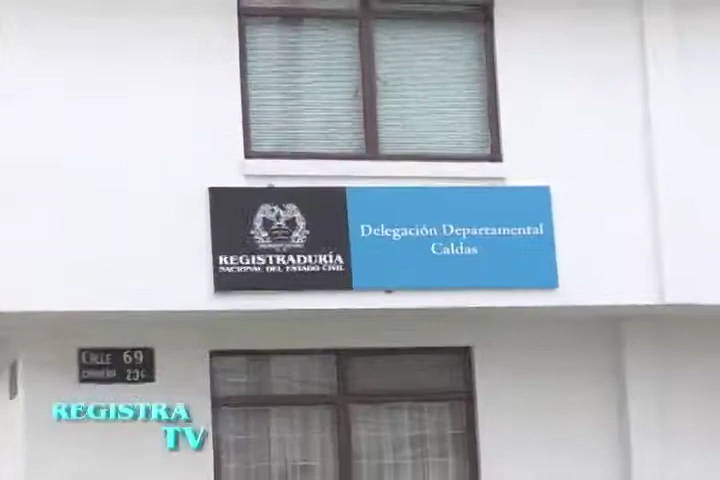 REGISTRADURÍA
NACIONAL DEL ESTADO CIVIL
Delegación Departamental
Caldas
CALLE 69
CARRERA 23C
REGISTRA
TV